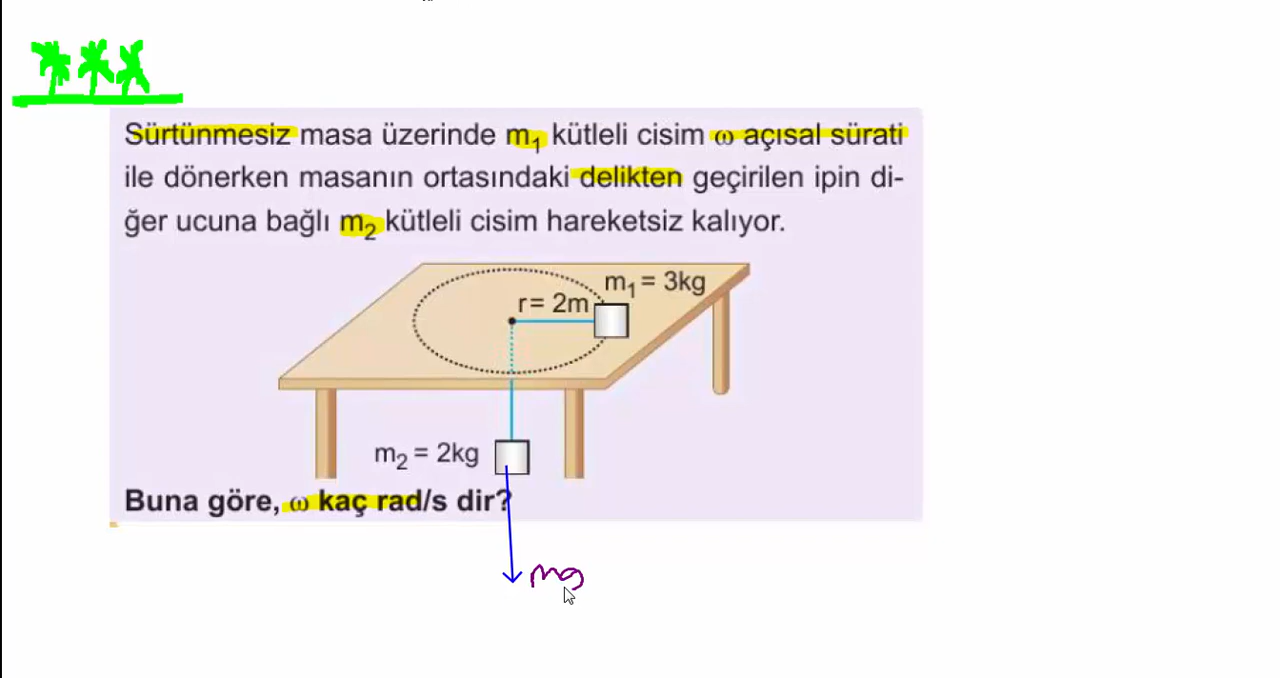 Sürtünmesiz masa üzerinde m₁ kütleli cisim ω açısal sürati
ile dönerken masanın ortasındaki delikten geçirilen ipin di-
ğer ucuna bağlı m₂ kütleli cisim hareketsiz kalıyor.
m₁ = 3kg
r= 2m
m₂ = 2kg
Buna göre, ω kaç rad/s dir?
mg